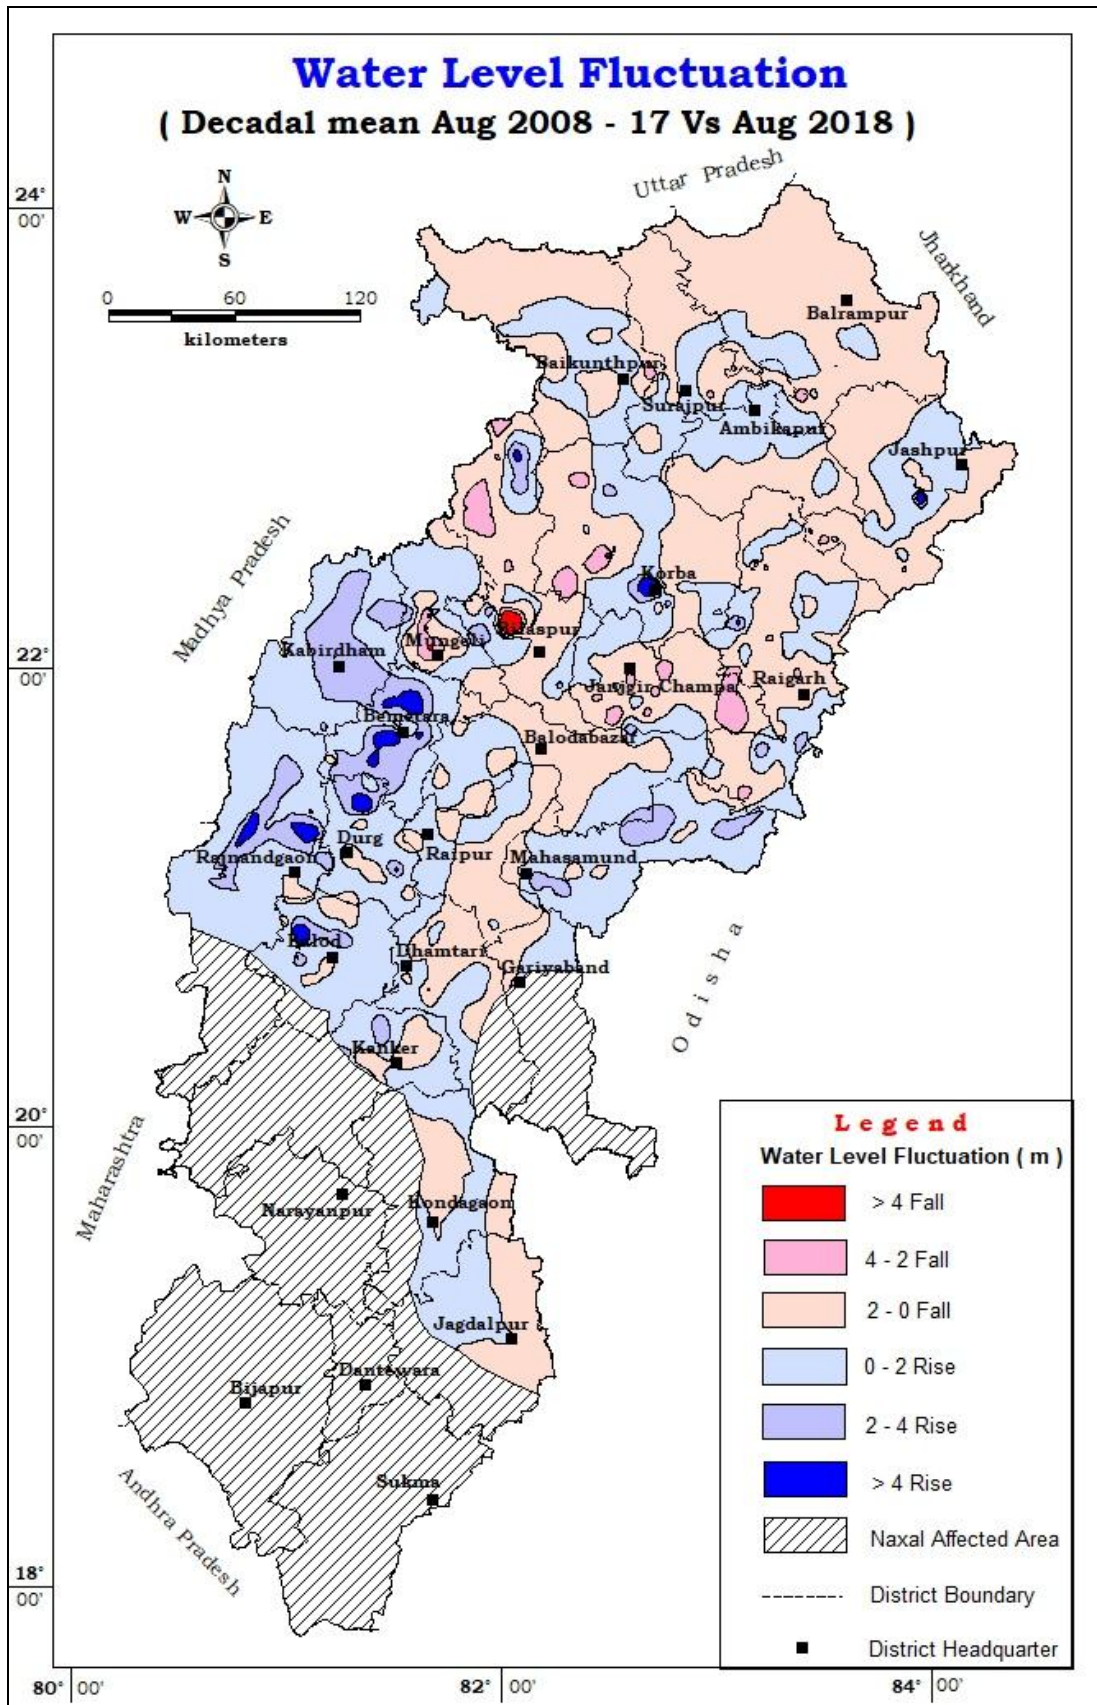 Water Level Fluctuation
( Decadal mean Aug 2008 - 17 Vs Aug 2018 )
Uttar Pradesh
N
24°
00'
W E
S
Jharkhand
0 60 120
kilometers
Balrampur
Baikunthpur
Surajpur
Ambikapur
Jashpur
Madhya Pradesh
Korba
Bilaspur
Mungeli
Kabirdham
22°
00'
Janjgir Champa
Raigarh
Bemetara
Balodabazar
Durg
Raipur
Rajnandgaon
Mahasamund
Balod
Dhamtari
Gariyaband
Odisha
Kanker
20°
00'
Maharashtra
Narayanpur
Kondagaon
Jagdalpur
Dantewara
Bijapur
Sukma
Andhra Pradesh
18°
00'
Legend
Water Level Fluctuation ( m )
> 4 Fall
4 - 2 Fall
2 - 0 Fall
0 - 2 Rise
2 - 4 Rise
> 4 Rise
Naxal Affected Area
District Boundary
District Headquarter
80° 00' 82° 00' 84° 00'